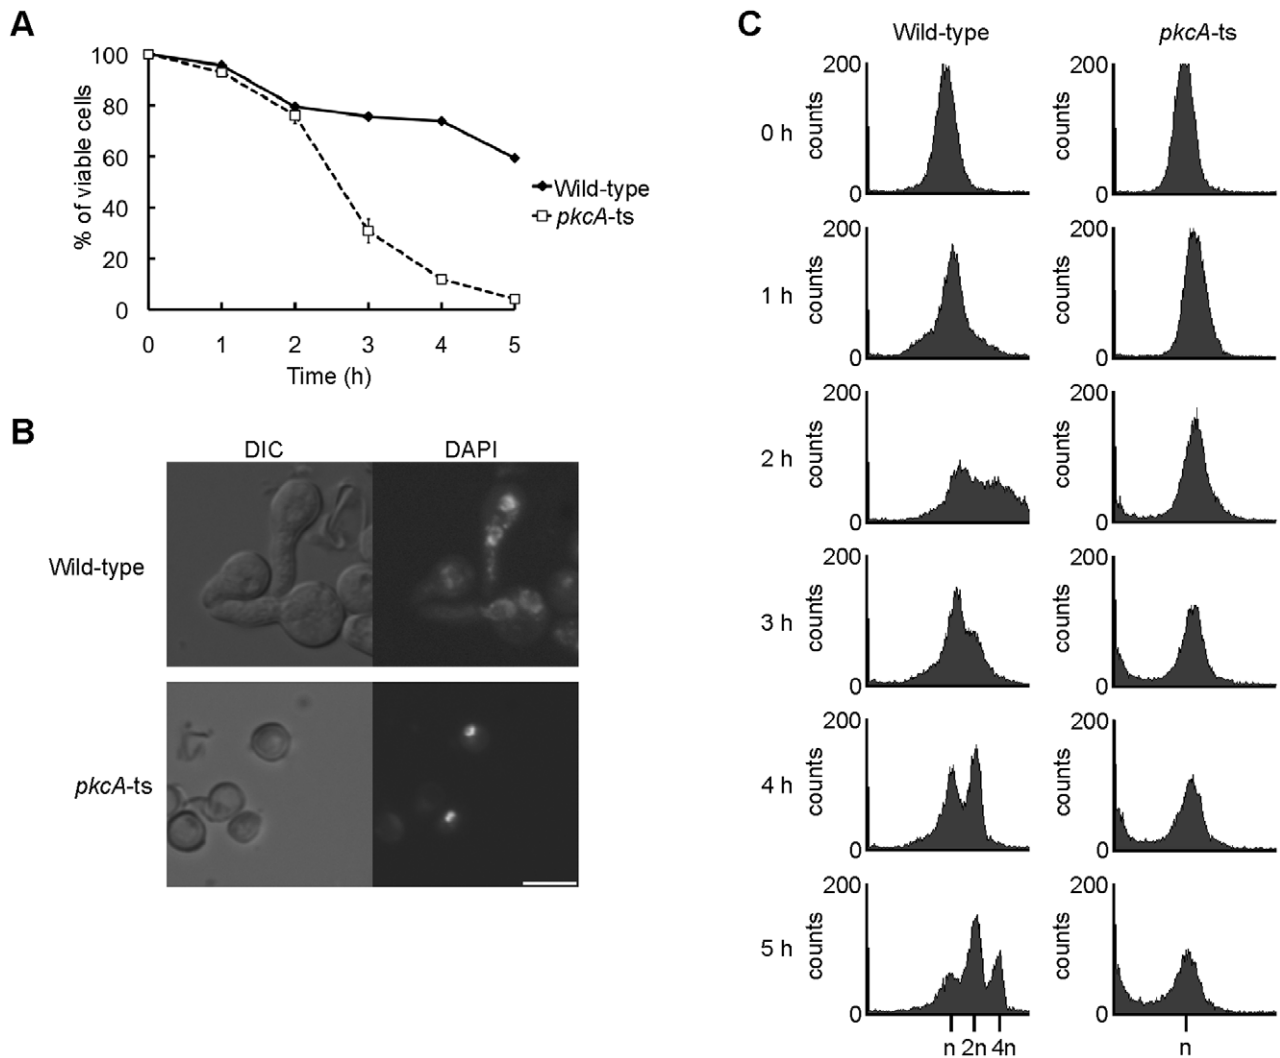 A
100
80
60
40
20
0
% of viable cells
0 1 2 3 4 5
Time (h)
Wild-type
pkcA-ts
B
DIC DAPI
Wild-type
pkcA-ts
C
Wild-type pkcA-ts
0 h
200
counts
0
200
counts
0
1 h
200
counts
0
200
counts
0
2 h
200
counts
0
200
counts
0
3 h
200
counts
0
200
counts
0
4 h
200
counts
0
200
counts
0
5 h
200
counts
0
200
counts
0
n 2n 4n
n